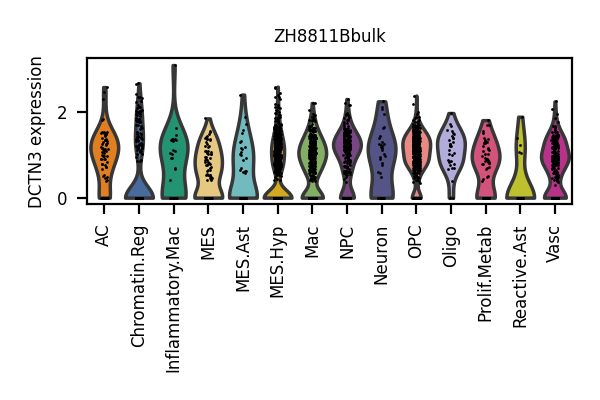 ZH8811Bbulk
DCTN3 expression
2
0
AC
Chromatin.Reg
Inflammatory.Mac
MES
MES.Ast
MES.Hyp
Mac
NPC
Neuron
OPC
Oligo
Prolif.Metab
Reactive.Ast
Vasc